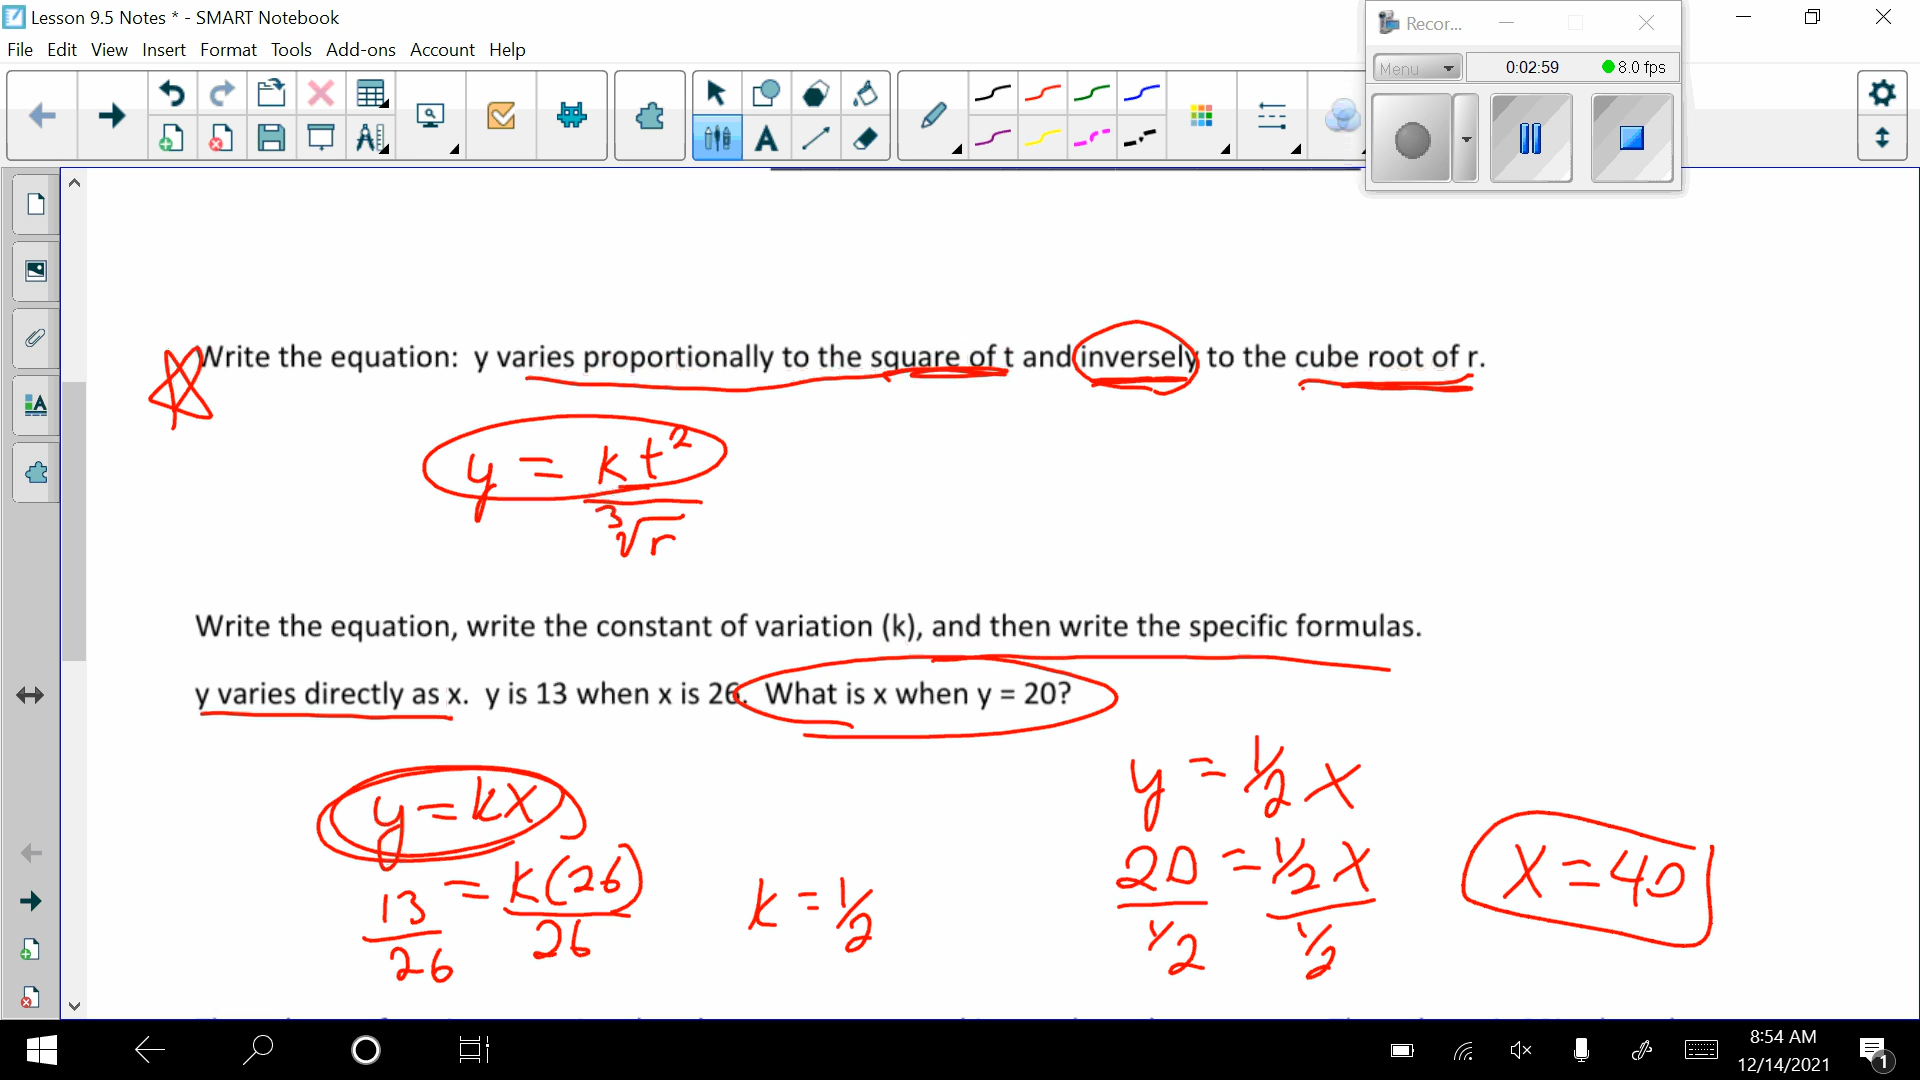 Lesson 9.5 Notes * - SMART Notebook
File Edit View Insert Format Tools Add-ons Account Help
Recor...
Menu
0:02:59
8.0 fps
Write the equation: y varies proportionally to the square of t and inversely to the cube root of r.
y = kt²
∛r
Write the equation, write the constant of variation (k), and then write the specific formulas.
y varies directly as x. y is 13 when x is 26. What is x when y = 20?
y = kx
13 = k(26)
26 26
k = 1/2
y = 1/2 x
20 = 1/2 x
1/2 1/2
x = 40
8:54 AM
12/14/2021
1